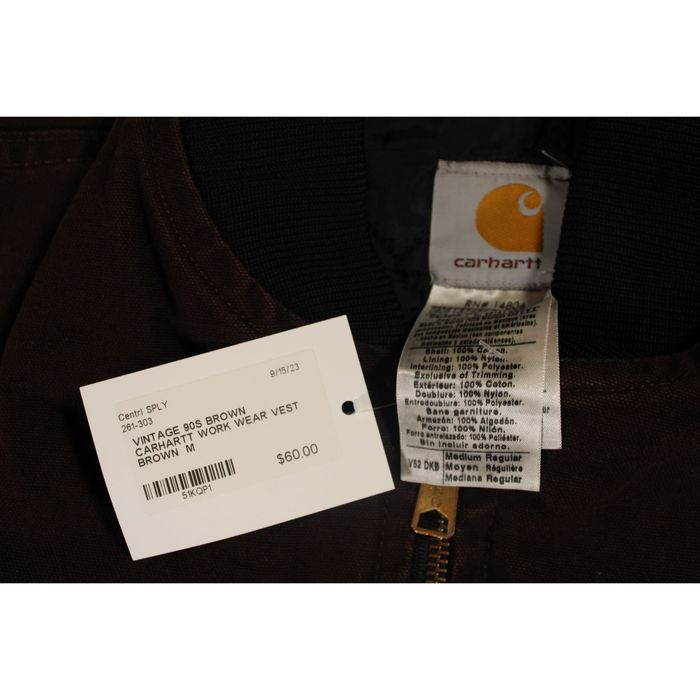 carhartt
RN# 14806
Shell: 100% Cotton.
Lining: 100% Nylon.
Interlining: 100% Polyester.
Exclusive of Trimming.
Extérieur: 100% Coton.
Doublure: 100% Nylon.
Entredoublure: 100% Polyester.
Sans garniture.
Armazón: 100% Algodón.
Forro: 100% Nilón.
Forro entrelazado: 100% Poliéster.
Sin incluir adorno.
V52 DKB
Medium Regular
Moyen Régulière
Mediana Regular
9/15/23
Centrl SPLY
261-303
VINTAGE 90S BROWN
CARHARTT WORK WEAR VEST
BROWN M
$60.00
51KQP1